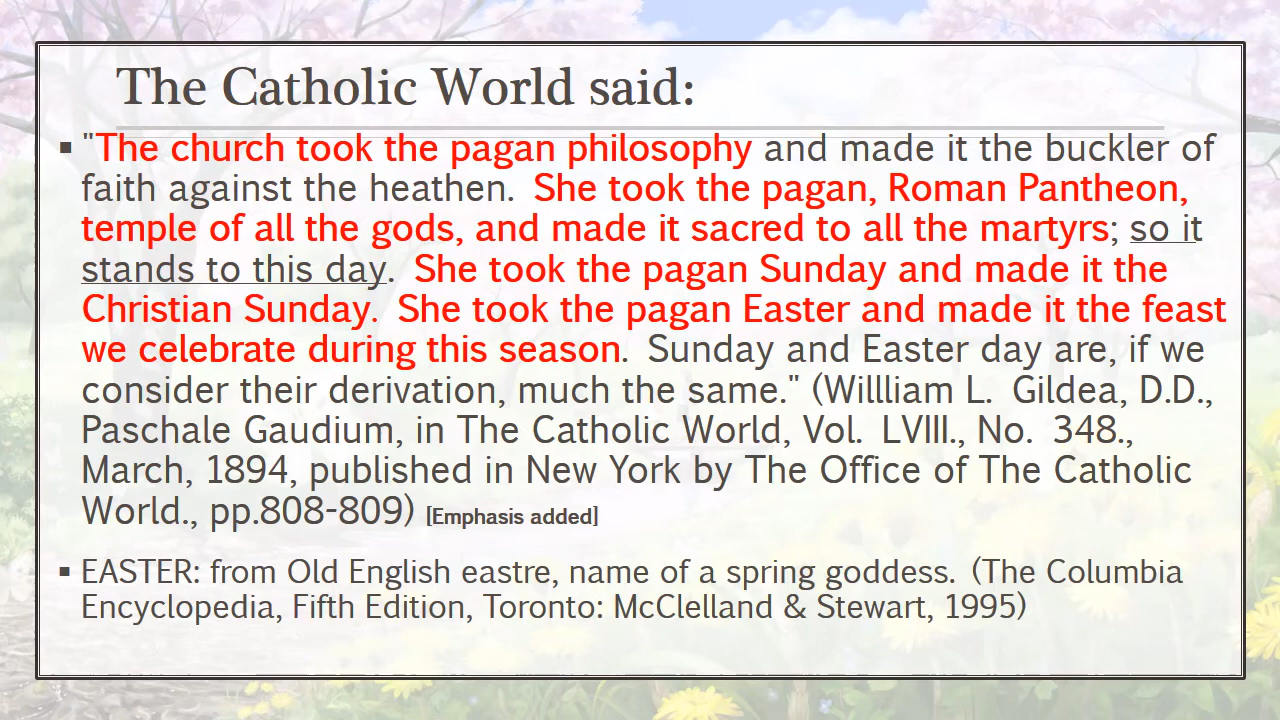 The Catholic World said:
▪ "The church took the pagan philosophy and made it the buckler of
faith against the heathen.  She took the pagan, Roman Pantheon,
temple of all the gods, and made it sacred to all the martyrs; so it
stands to this day.  She took the pagan Sunday and made it the
Christian Sunday.  She took the pagan Easter and made it the feast
we celebrate during this season.  Sunday and Easter day are, if we
consider their derivation, much the same." (Willliam L.  Gildea, D.D.,
Paschale Gaudium, in The Catholic World, Vol.  LVIII., No.  348.,
March, 1894, published in New York by The Office of The Catholic
World., pp.808-809) [Emphasis added]
▪ EASTER: from Old English eastre, name of a spring goddess.  (The Columbia
Encyclopedia, Fifth Edition, Toronto: McClelland & Stewart, 1995)